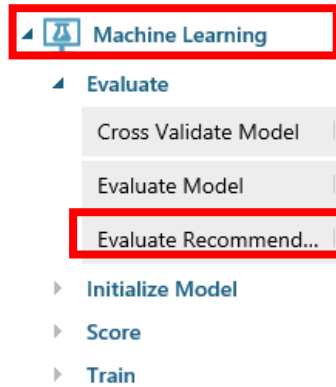 Machine Learning
Evaluate
Cross Validate Model
Evaluate Model
Evaluate Recommend...
Initialize Model
Score
Train